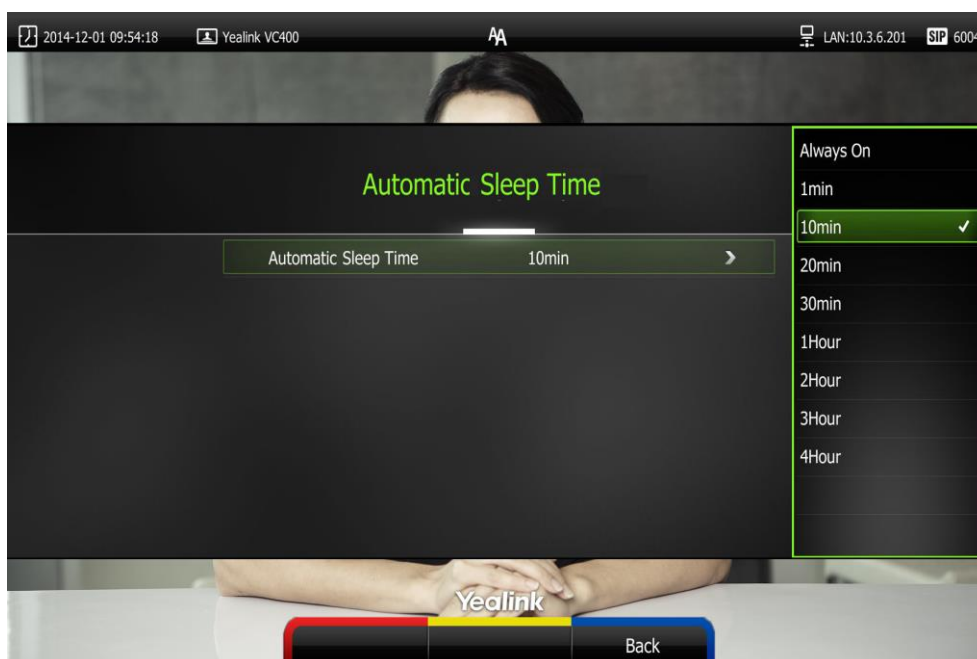 2014-12-01 09:54:18 Yealink VC400 AA LAN:10.3.6.201 SIP 6004
Automatic Sleep Time
Automatic Sleep Time 10min
Always On
1min
10min
20min
30min
1Hour
2Hour
3Hour
4Hour
Yealink
Back